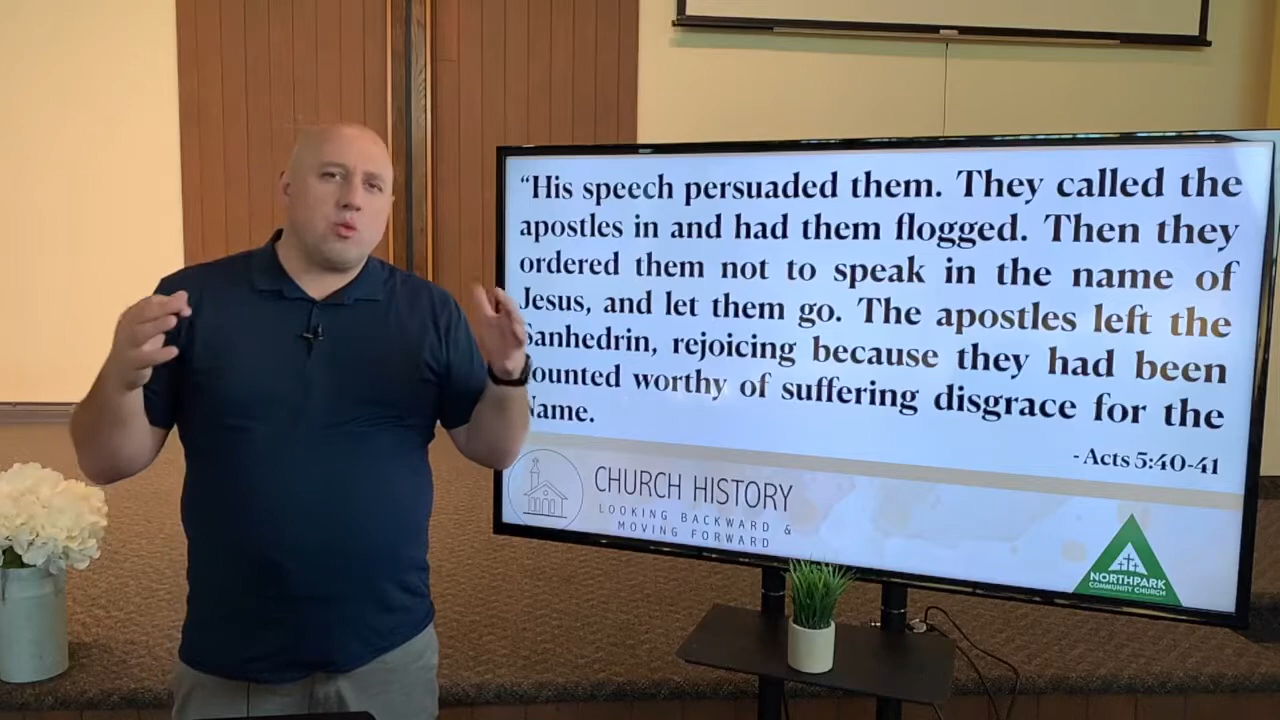 “His speech persuaded them. They called the
apostles in and had them flogged. Then they
ordered them not to speak in the name of
Jesus, and let them go. The apostles left the
Sanhedrin, rejoicing because they had been
counted worthy of suffering disgrace for the
Name.
- Acts 5:40-41
CHURCH HISTORY
LOOKING BACKWARD &
MOVING FORWARD
NORTHPARK
COMMUNITY CHURCH